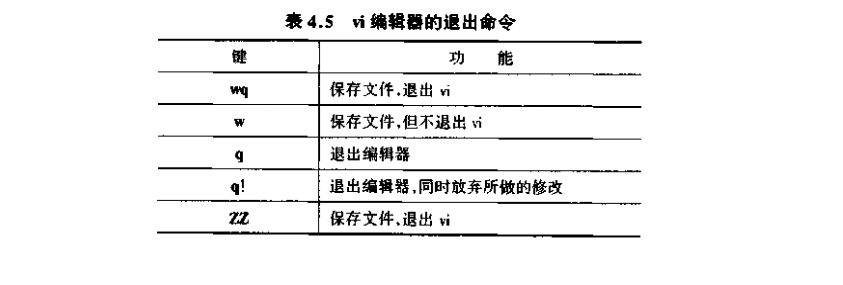 表 4.5 vi 编辑器的退出命令
键 功 能
wq 保存文件,退出 vi
w 保存文件,但不退出 vi
q 退出编辑器
q! 退出编辑器,同时放弃所做的修改
ZZ 保存文件,退出 vi